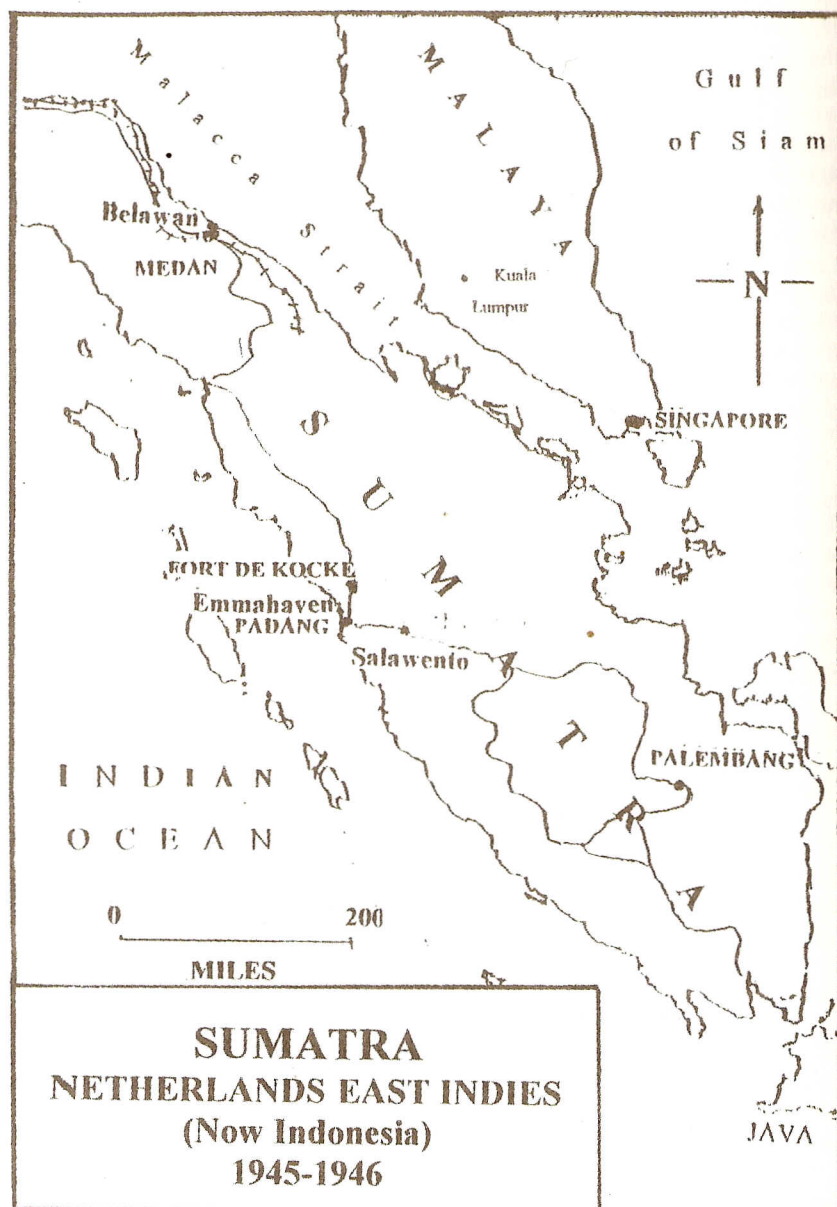 Malacca Strait
MALAYA
Gulf
of Siam
Belawan
MEDAN
Kuala
Lumpur
N
SINGAPORE
SUMATRA
FORT DE KOCKE
Emmahaven
PADANG
Salawento
PALEMBANG
INDIAN
OCEAN
0 200
MILES
JAVA
SUMATRA
NETHERLANDS EAST INDIES
(Now Indonesia)
1945-1946